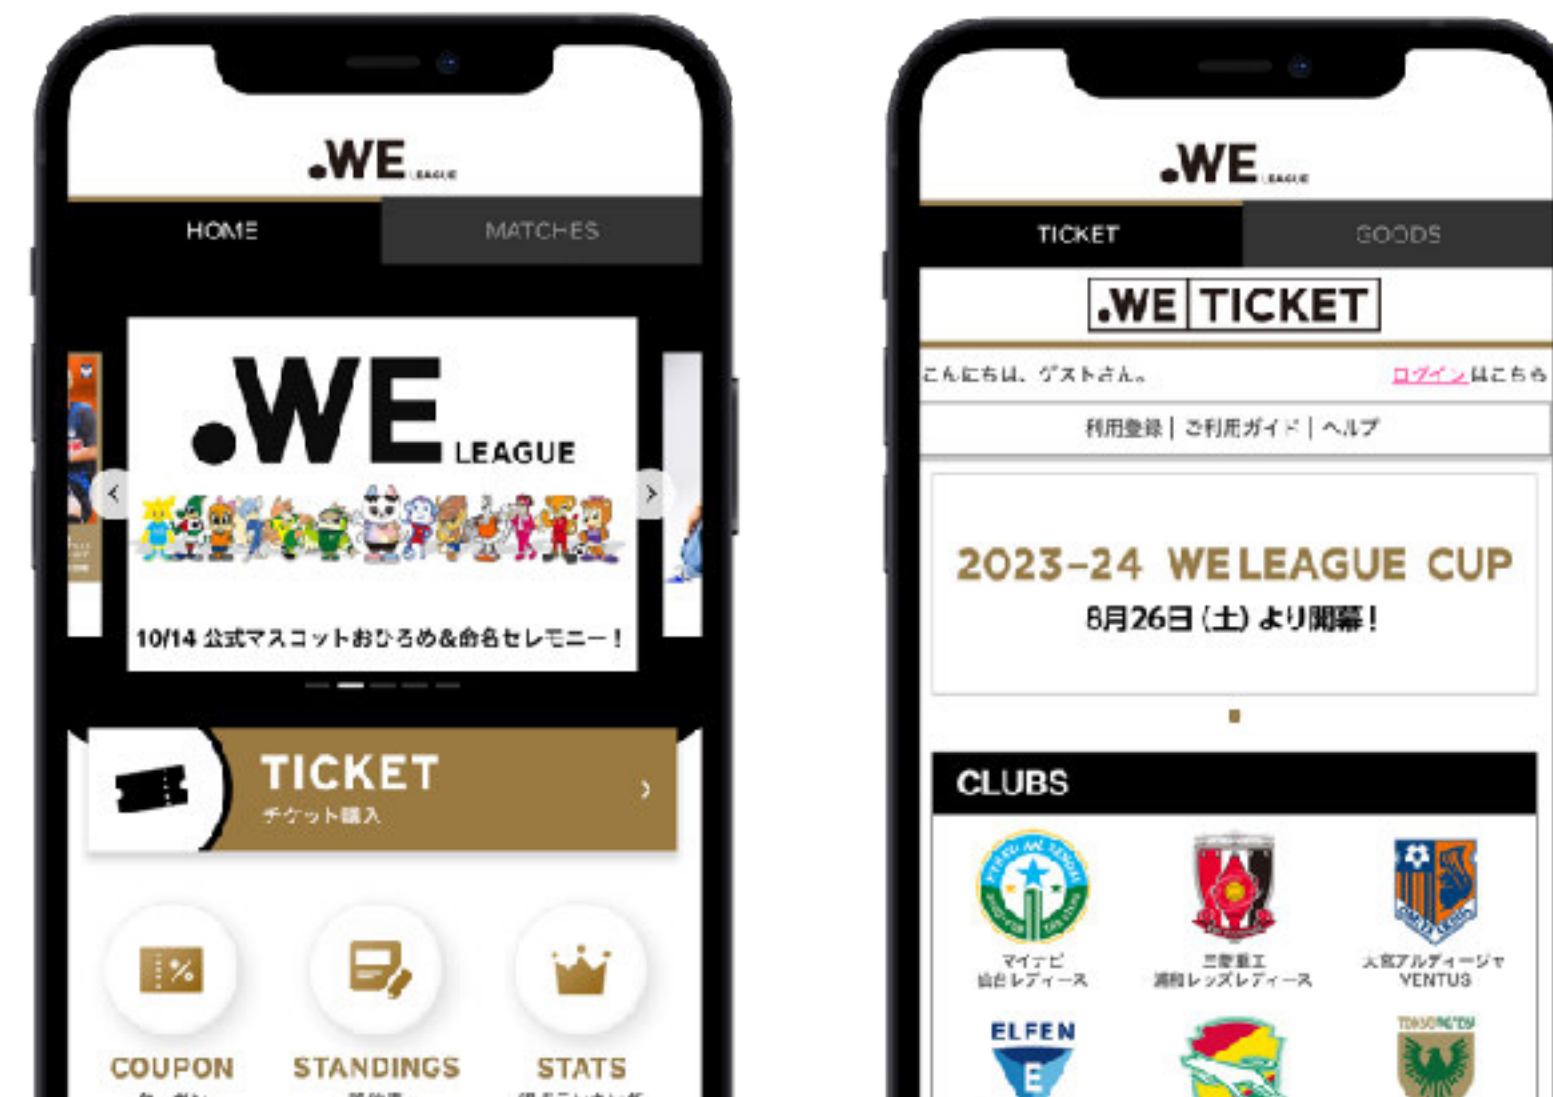 .WE LEAGUE
HOME
MATCHES
.WE
LEAGUE
10/14 公式マスコットおひろめ&命名セレモニー！
TICKET
チケット購入
COUPON
STANDINGS
STATS
.WE LEAGUE
TICKET
GOODS
.WE TICKET
こんにちは、ゲストさん。
ログインはこちら
利用登録 | ご利用ガイド | ヘルプ
2023-24 WE LEAGUE CUP
8月26日(土)より開幕！
CLUBS
マイナビ
仙台レディース
三菱重工
浦和レッズレディース
大宮アルディージャ
VENTUS
ELFEN
E